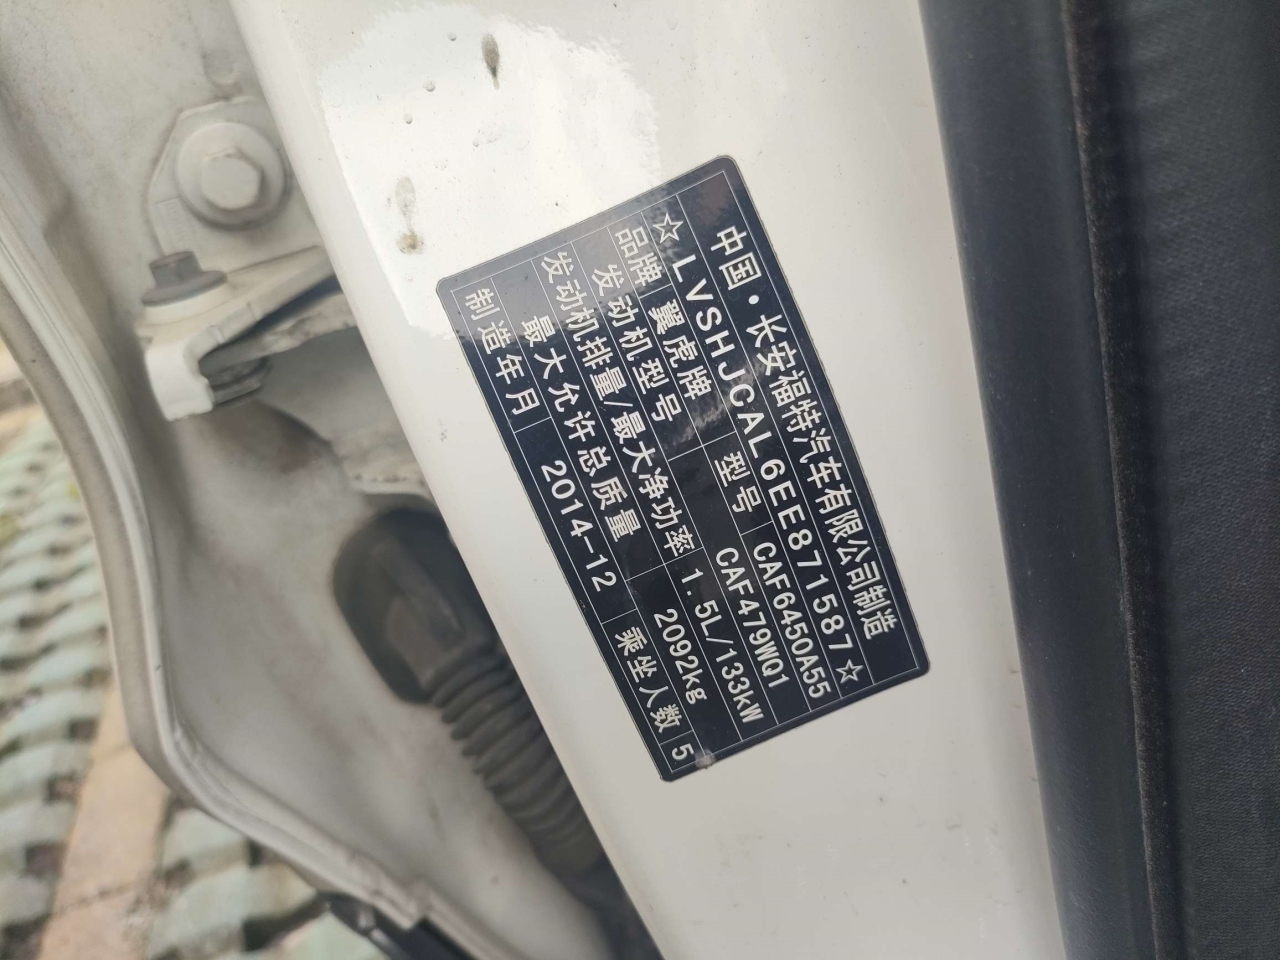 中国·长安福特汽车有限公司制造
☆LVSHJCAL6EE871587☆
品牌 翼虎牌 型号 CAF6450A55
发动机型号 CAF479WQ1
发动机排量/最大净功率 1.5L/133kW
最大允许总质量 2092kg
制造年月 2014-12 乘坐人数 5